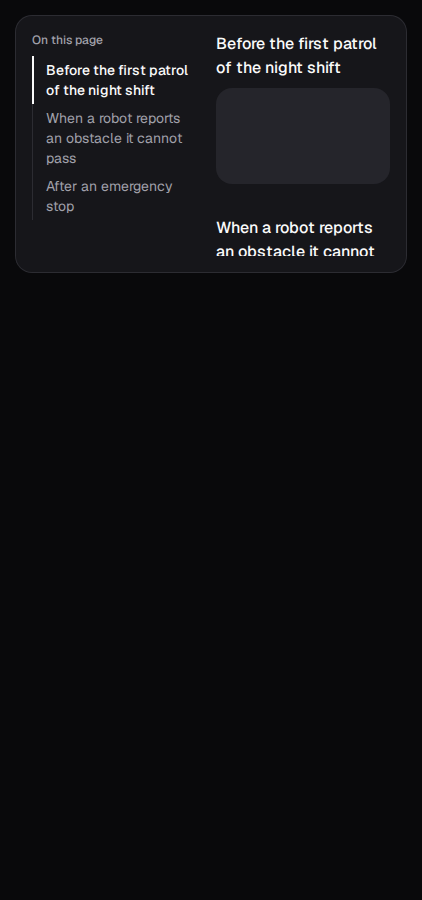 On this page
Before the first patrol
of the night shift
When a robot reports
an obstacle it cannot
pass
After an emergency
stop
Before the first patrol
of the night shift
When a robot reports
an obstacle it cannot